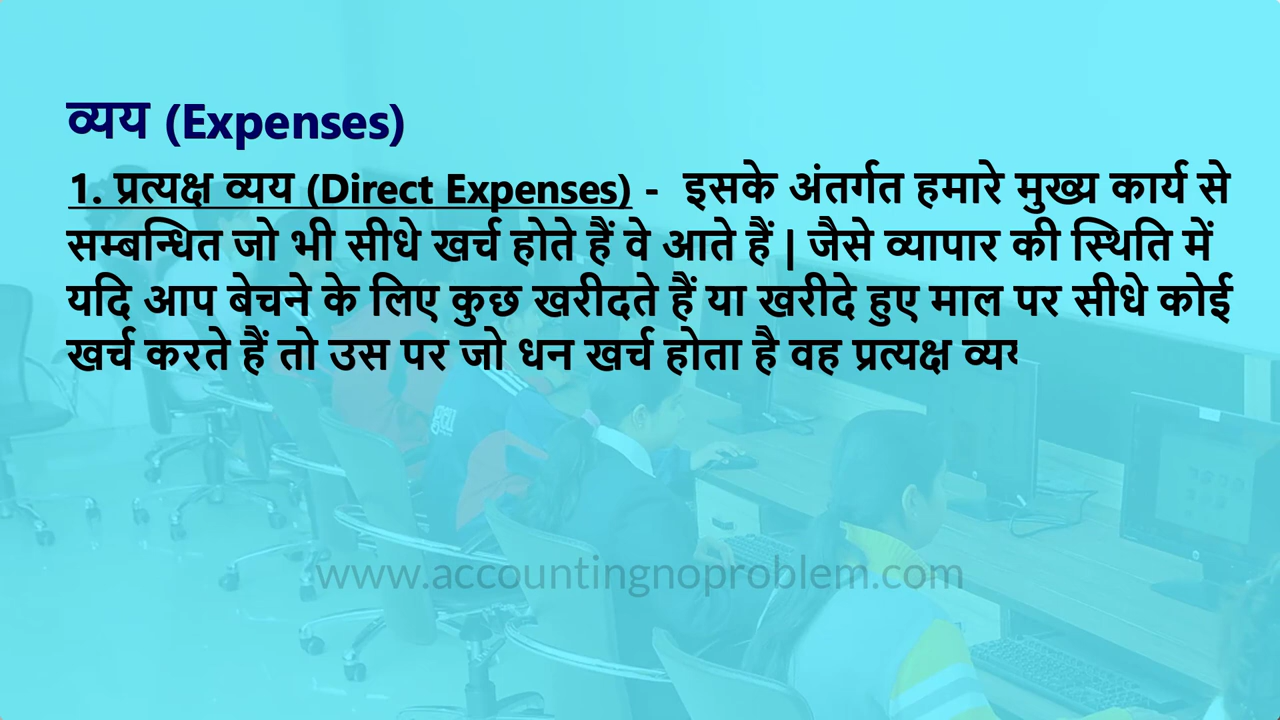 व्यय (Expenses)
1. प्रत्यक्ष व्यय (Direct Expenses) - इसके अंतर्गत हमारे मुख्य कार्य से
सम्बन्धित जो भी सीधे खर्च होते हैं वे आते हैं | जैसे व्यापार की स्थिति में
यदि आप बेचने के लिए कुछ खरीदते हैं या खरीदे हुए माल पर सीधे कोई
खर्च करते हैं तो उस पर जो धन खर्च होता है वह प्रत्यक्ष
www.accountingnoproblem.com